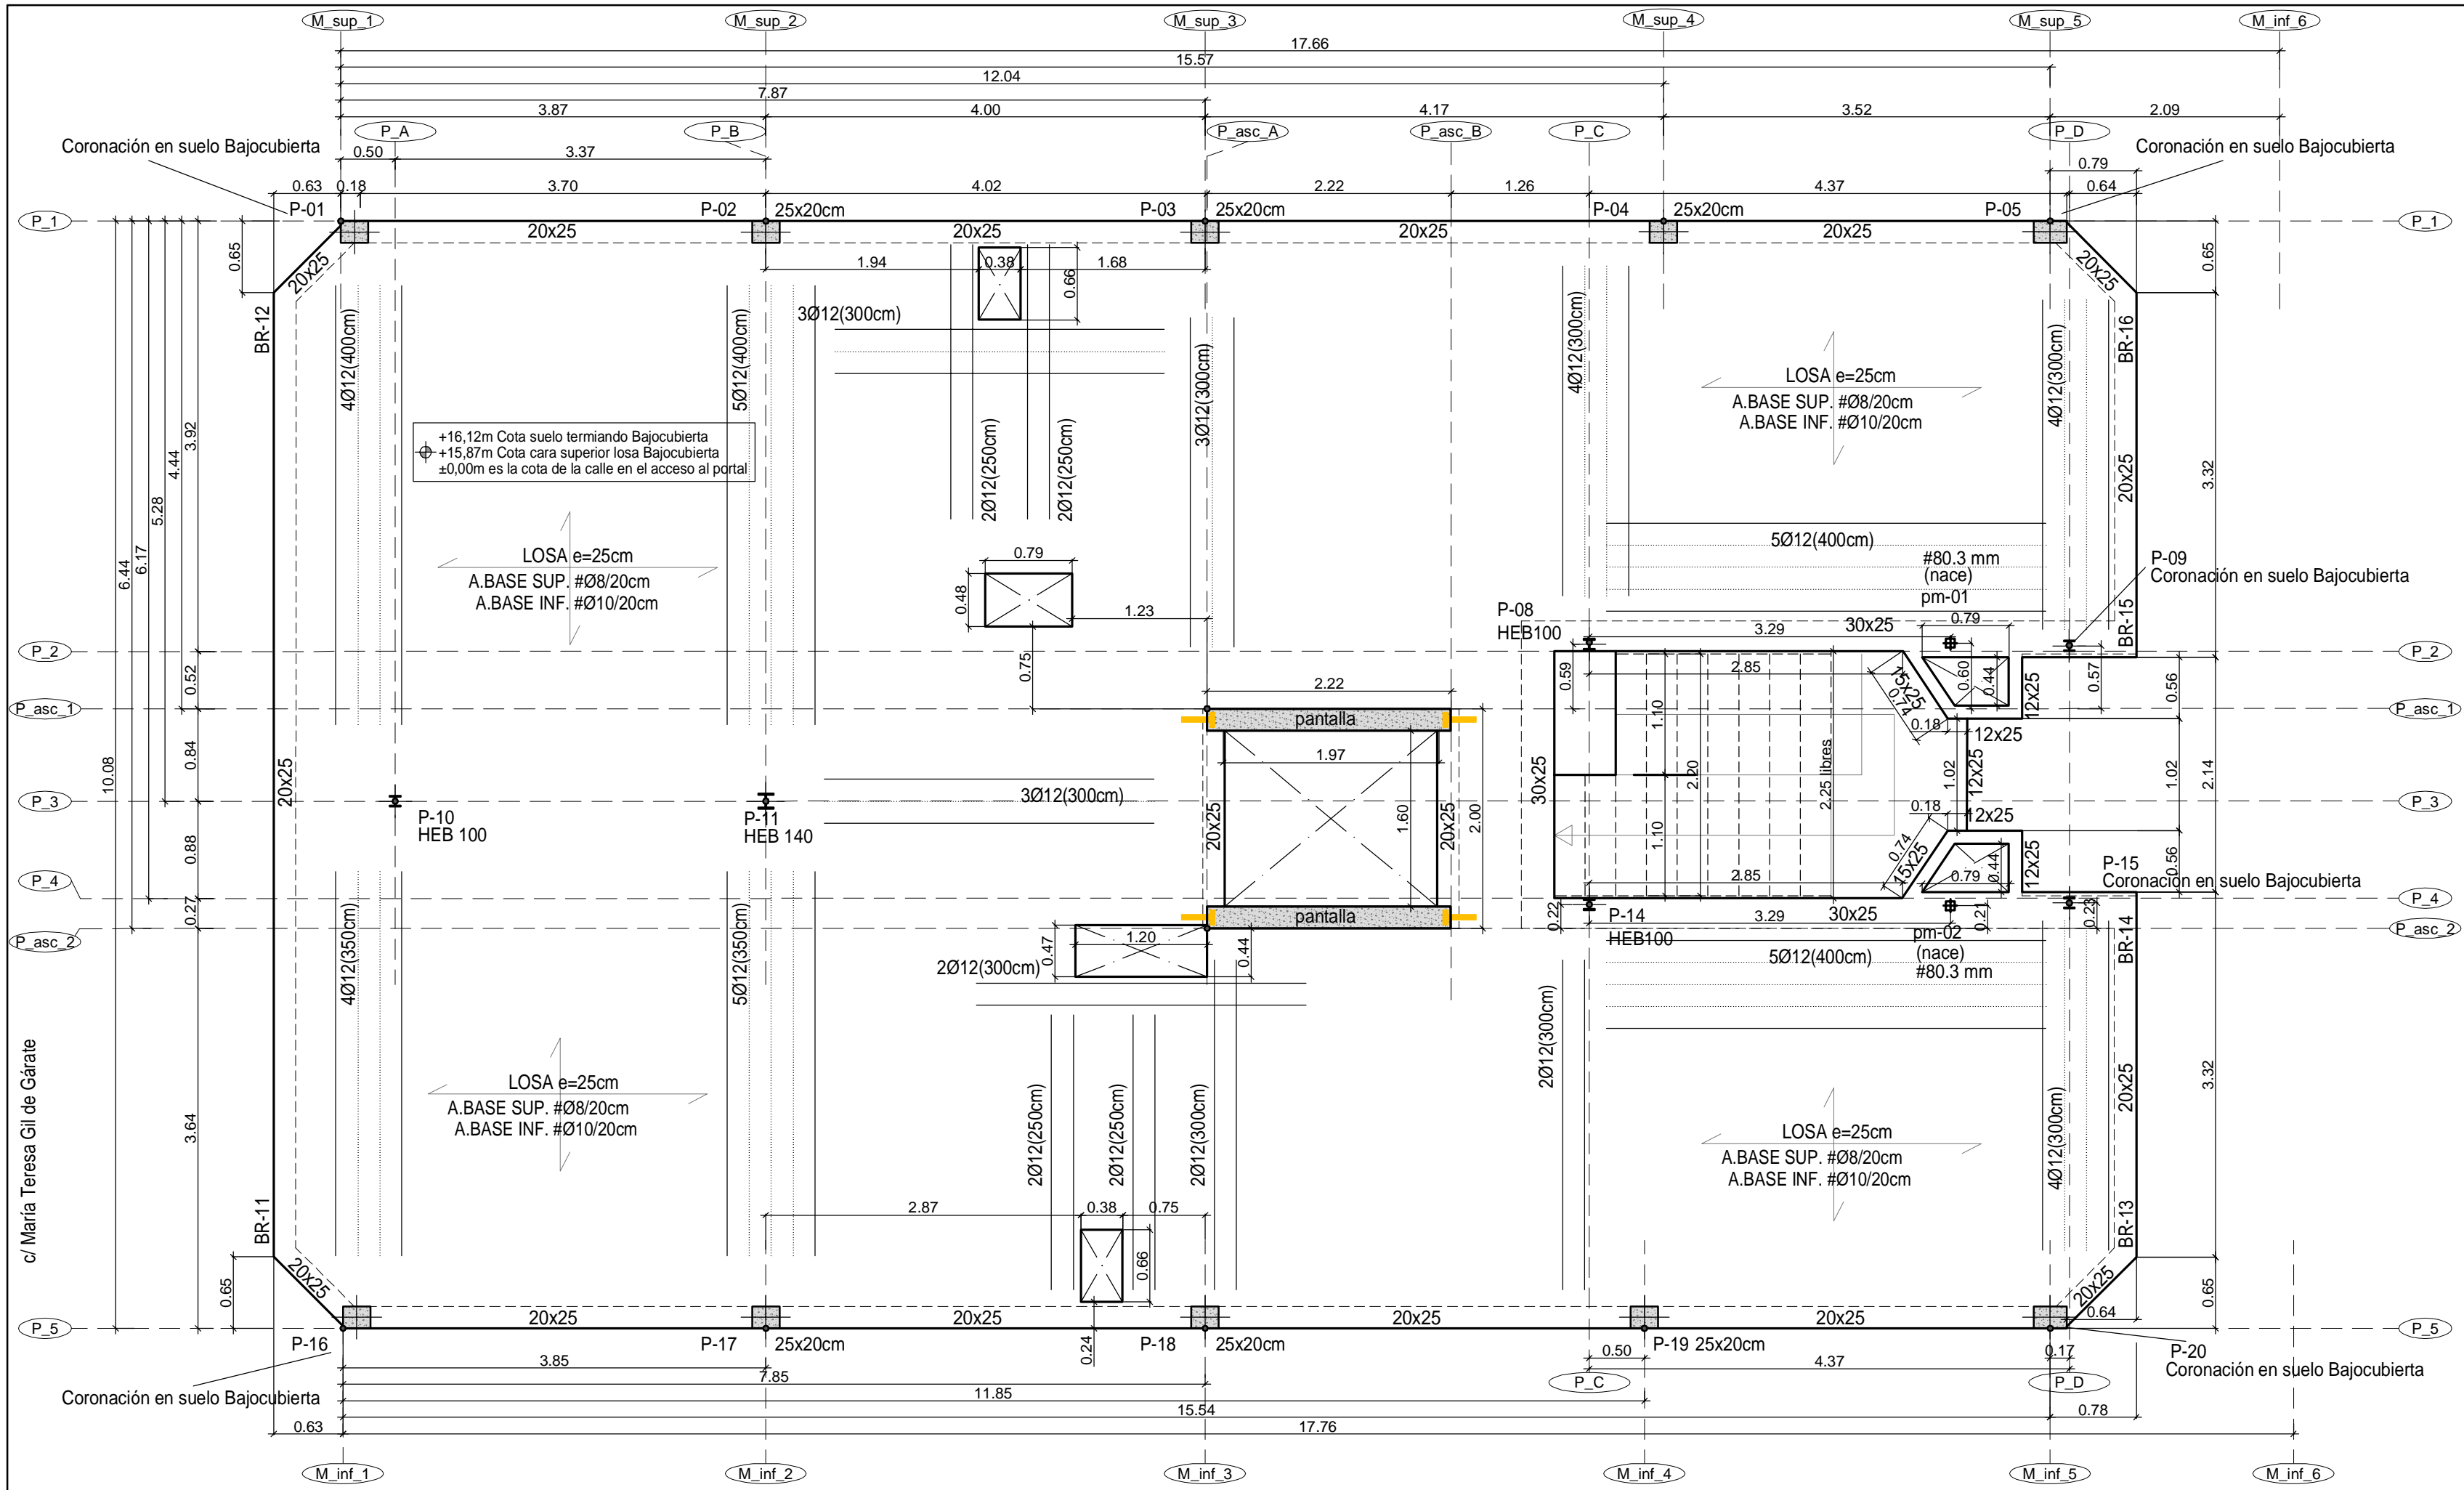 M_sup_1
M_sup_2
M_sup_3
M_sup_4
M_sup_5
M_inf_6
17.66
15.57
12.04
7.87
3.87
4.00
4.17
3.52
2.09
P_A
P_B
P_asc_A
P_asc_B
P_C
P_D
Coronación en suelo Bajocubierta
Coronación en suelo Bajocubierta
0.50
3.37
0.79
0.63
0.18
3.70
4.02
2.22
1.26
4.37
0.64
P-01
P-02
25x20cm
P-03
25x20cm
P-04
25x20cm
P-05
P_1
P_1
20x25
20x25
20x25
20x25
0.65
20x25
20x25
0.65
1.94
0.38
1.68
0.66
BR-12
4Ø12(400cm)
5Ø12(400cm)
3Ø12(300cm)
3Ø12(300cm)
4Ø12(300cm)
4Ø12(300cm)
BR-16
LOSA e=25cm
A.BASE SUP. #Ø8/20cm
A.BASE INF. #Ø10/20cm
+16,12m Cota suelo termiando Bajocubierta
+15,87m Cota cara superior losa Bajocubierta
±0,00m es la cota de la calle en el acceso al portal
2Ø12(250cm)
2Ø12(250cm)
20x25
3.32
3.92
4.44
5.28
6.17
6.44
10.08
LOSA e=25cm
A.BASE SUP. #Ø8/20cm
A.BASE INF. #Ø10/20cm
0.79
0.48
1.23
0.75
5Ø12(400cm)
#80.3 mm
(nace)
pm-01
P-09
Coronación en suelo Bajocubierta
P-08
HEB100
3.29
30x25
0.79
BR-15
P_2
P_2
0.52
0.59
2.85
15x25
0.74
0.60
0.44
0.57
0.56
12x25
P_asc_1
P_asc_1
2.22
pantalla
1.10
0.18
12x25
0.84
1.97
2.20
2.25 libres
1.02
12x25
1.02
2.14
20x25
30x25
P_3
P_3
P-10
HEB 100
P-11
HEB 140
3Ø12(300cm)
20x25
1.60
20x25
2.00
0.18
12x25
0.88
1.10
0.74
15x25
0.44
0.79
12x25
0.56
P-15
Coronación en suelo Bajocubierta
P_4
P_4
2.85
0.27
pantalla
0.22
P-14
HEB100
3.29
30x25
0.21
0.23
P_asc_2
P_asc_2
0.47
1.20
0.44
2Ø12(300cm)
pm-02
(nace)
#80.3 mm
5Ø12(400cm)
BR-14
4Ø12(350cm)
5Ø12(350cm)
2Ø12(300cm)
c/ María Teresa Gil de Gárate
LOSA e=25cm
A.BASE SUP. #Ø8/20cm
A.BASE INF. #Ø10/20cm
3.64
2Ø12(250cm)
2Ø12(250cm)
2Ø12(300cm)
LOSA e=25cm
A.BASE SUP. #Ø8/20cm
A.BASE INF. #Ø10/20cm
4Ø12(300cm)
20x25
3.32
BR-11
BR-13
2.87
0.38
0.75
0.66
0.65
20x25
20x25
0.65
0.64
20x25
20x25
20x25
20x25
P_5
P_5
P-16
P-17
25x20cm
0.24
P-18
25x20cm
P-19 25x20cm
P-20
Coronación en suelo Bajocubierta
0.50
4.37
0.17
3.85
7.85
P_C
P_D
Coronación en suelo Bajocubierta
11.85
15.54
0.78
0.63
17.76
M_inf_1
M_inf_2
M_inf_3
M_inf_4
M_inf_5
M_inf_6